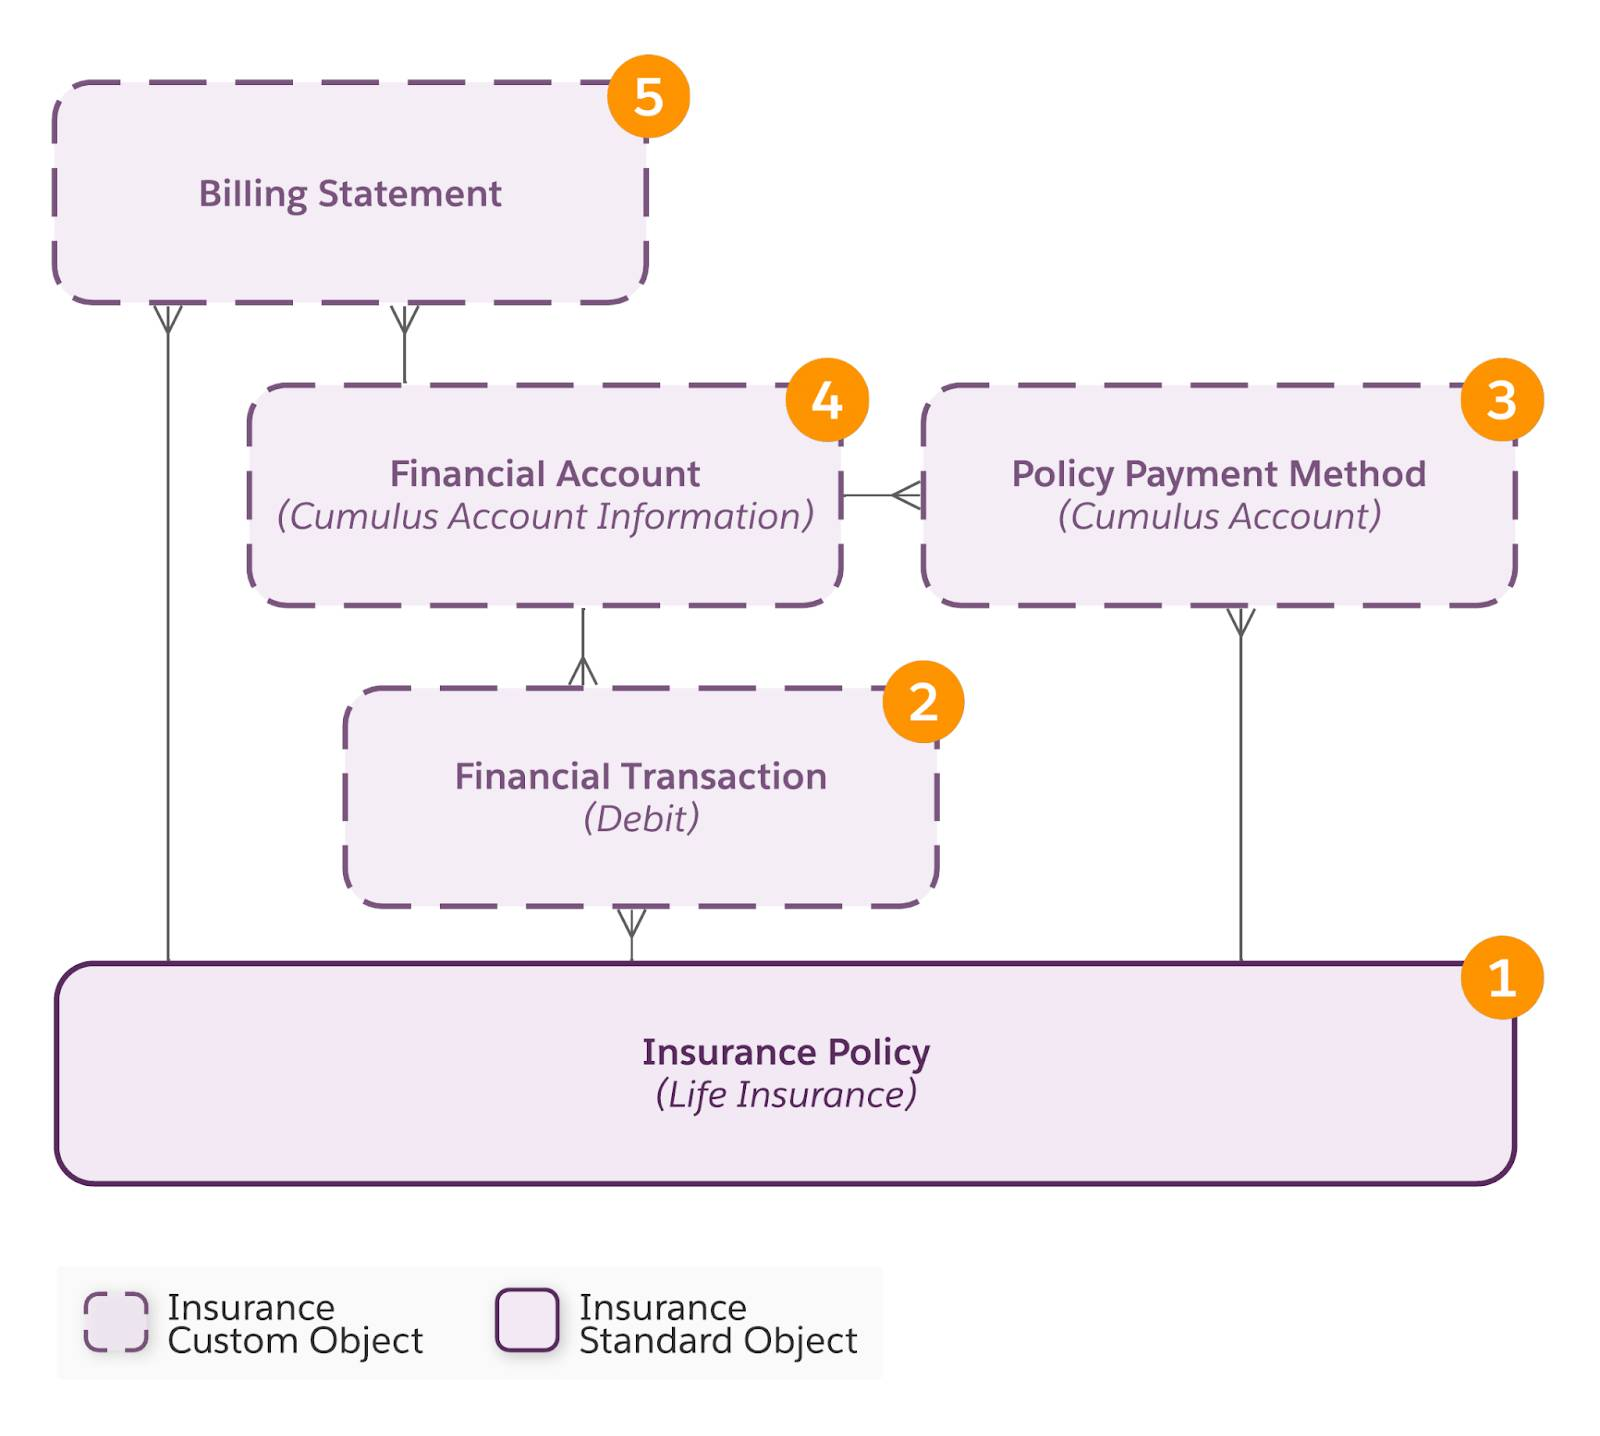 5
Billing Statement
4
Financial Account
(Cumulus Account Information)
3
Policy Payment Method
(Cumulus Account)
2
Financial Transaction
(Debit)
1
Insurance Policy
(Life Insurance)
Insurance
Custom Object
Insurance
Standard Object